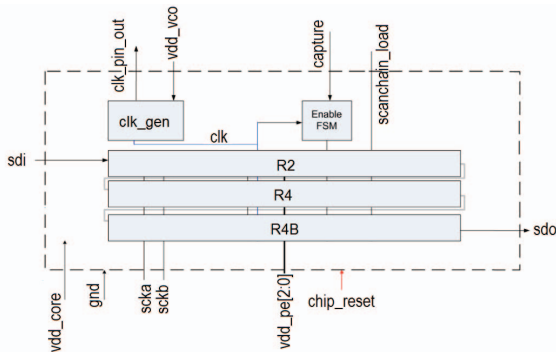 clk_pin_out
vdd_vco
capture
scanchain_load
clk_gen
Enable
FSM
clk
sdi
R2
R4
R4B
sdo
vdd_core
gnd
scka
sckb
vdd_pe[2:0]
chip_reset